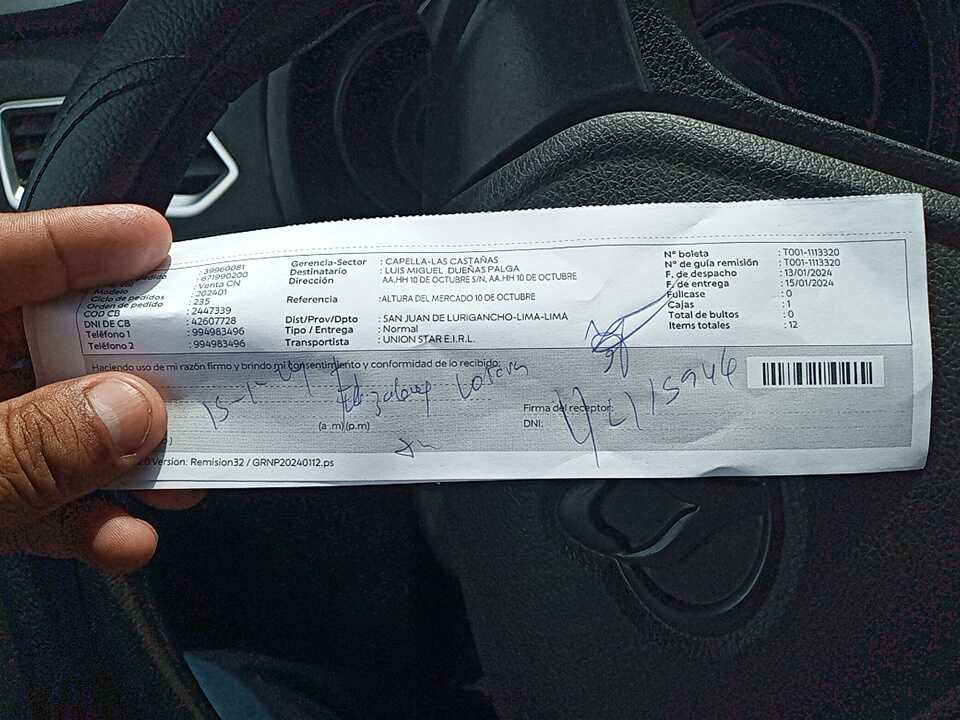 : 39960081
: 671990200
Modelo : Venta CN
Ciclo de pedidos : 202401
Orden de pedido : 235
COD CB : 2447339
DNI DE CB : 42607728
Teléfono 1 : 994983496
Teléfono 2 : 994983496
Gerencia-Sector : CAPELLA-LAS CASTAÑAS
Destinatario : LUIS MIGUEL DUEÑAS PALGA
Dirección : AA.HH 10 DE OCTUBRE S/N, AA.HH 10 DE OCTUBRE
Referencia : ALTURA DEL MERCADO 10 DE OCTUBRE
Dist/Prov/Dpto : SAN JUAN DE LURIGANCHO-LIMA-LIMA
Tipo / Entrega : Normal
Transportista : UNION STAR E.I.R.L.
N° boleta : T001-1113320
N° de guía remisión : T001-1113320
F. de despacho : 13/01/2024
F. de entrega : 15/01/2024
Fullcase : 0
Cajas : 1
Total de bultos : 0
Items totales : 12
Haciendo uso de mi razón firmo y brindo mi consentimiento y conformidad de lo recibido:
(a .m) (p.m)
Firma del receptor:
DNI:
2.0 Version: Remision32 / GRNP20240112.ps